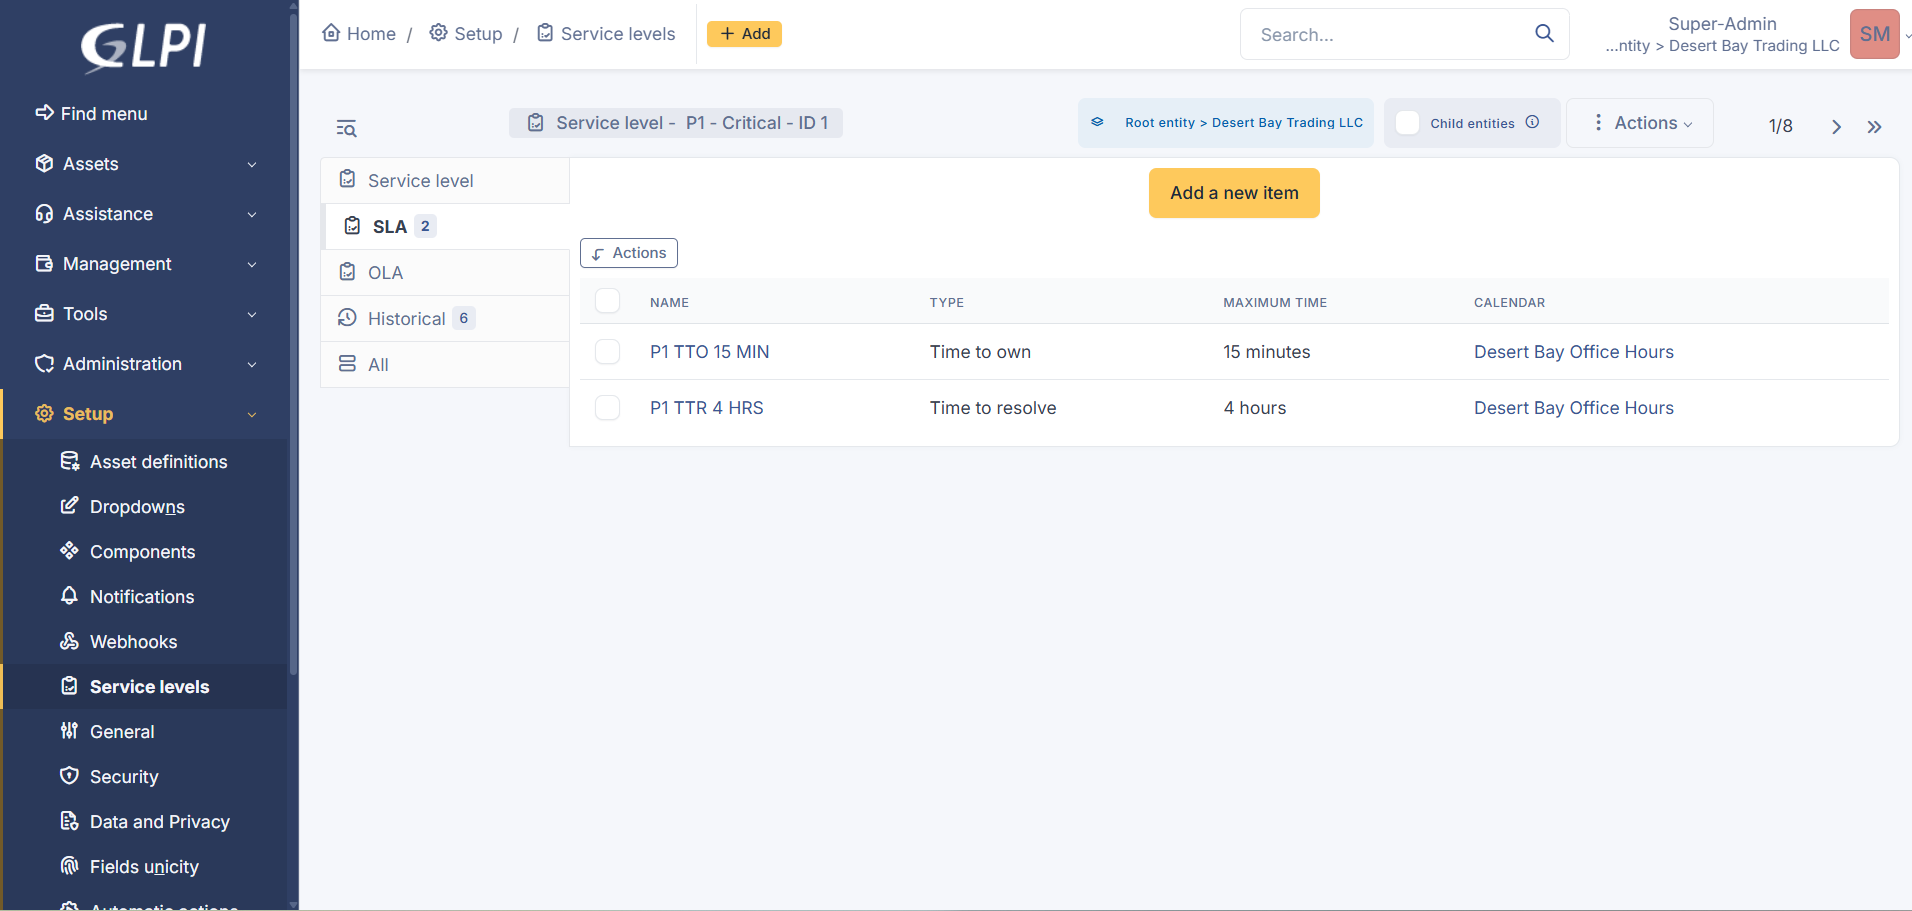 GLPI
Find menu
Assets
Assistance
Management
Tools
Administration
Setup
Asset definitions
Dropdowns
Components
Notifications
Webhooks
Service levels
General
Security
Data and Privacy
Fields unicity
Automatic actions
Home / Setup / Service levels
Add
Search...
Super-Admin
...ntity > Desert Bay Trading LLC
SM
Service level - P1 - Critical - ID 1
Root entity > Desert Bay Trading LLC
Child entities
Actions
1/8
Service level
SLA 2
OLA
Historical 6
All
Add a new item
Actions
NAME TYPE MAXIMUM TIME CALENDAR
P1 TTO 15 MIN Time to own 15 minutes Desert Bay Office Hours
P1 TTR 4 HRS Time to resolve 4 hours Desert Bay Office Hours